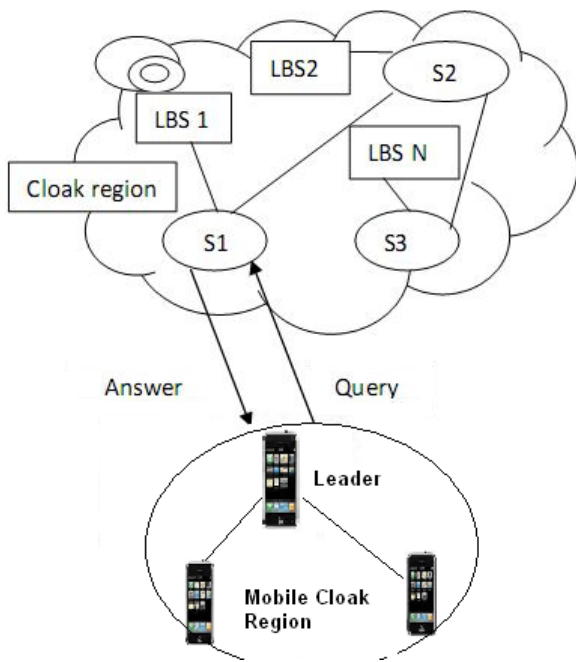 LBS2
S2
LBS 1
LBS N
Cloak region
S1
S3
Answer
Query
Leader
Mobile Cloak
Region